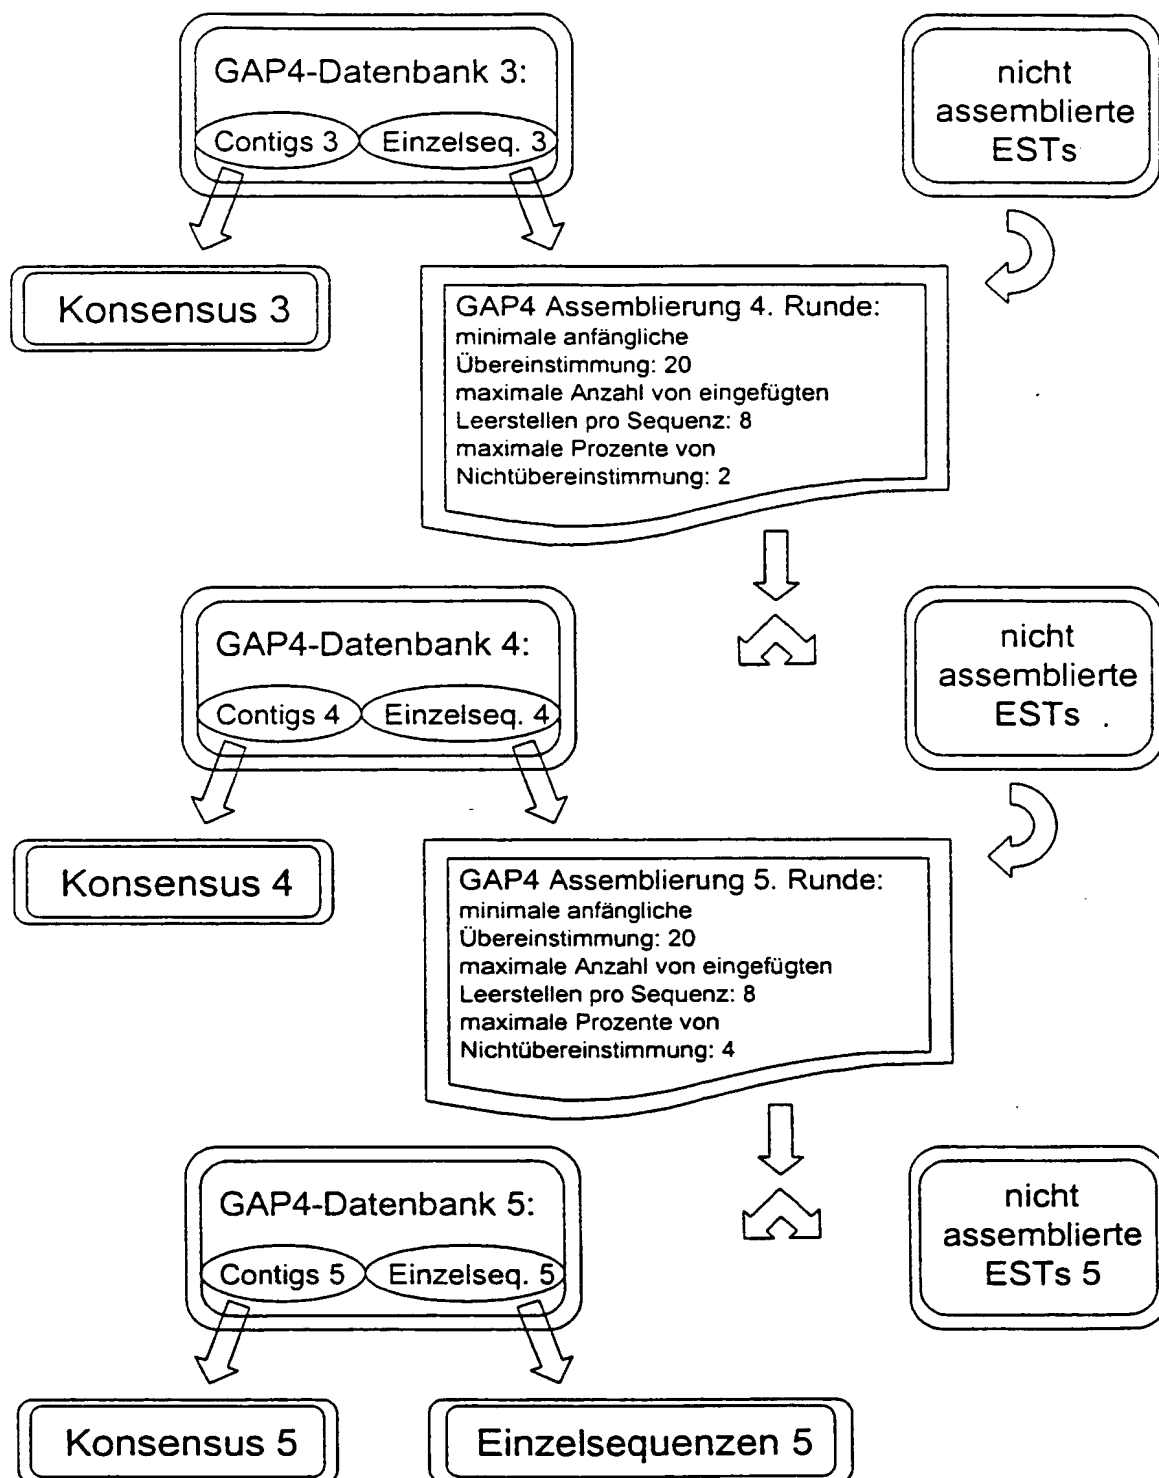 GAP4-Datenbank 3:
Contigs 3
Einzelseq. 3
nicht
assemblierte
ESTs
Konsensus 3
GAP4 Assemblierung 4. Runde:
minimale anfängliche
Übereinstimmung: 20
maximale Anzahl von eingefügten
Leerstellen pro Sequenz: 8
maximale Prozente von
Nichtübereinstimmung: 2
GAP4-Datenbank 4:
Contigs 4
Einzelseq. 4
nicht
assemblierte
ESTs
Konsensus 4
GAP4 Assemblierung 5. Runde:
minimale anfängliche
Übereinstimmung: 20
maximale Anzahl von eingefügten
Leerstellen pro Sequenz: 8
maximale Prozente von
Nichtübereinstimmung: 4
GAP4-Datenbank 5:
Contigs 5
Einzelseq. 5
nicht
assemblierte
ESTs 5
Konsensus 5
Einzelsequenzen 5